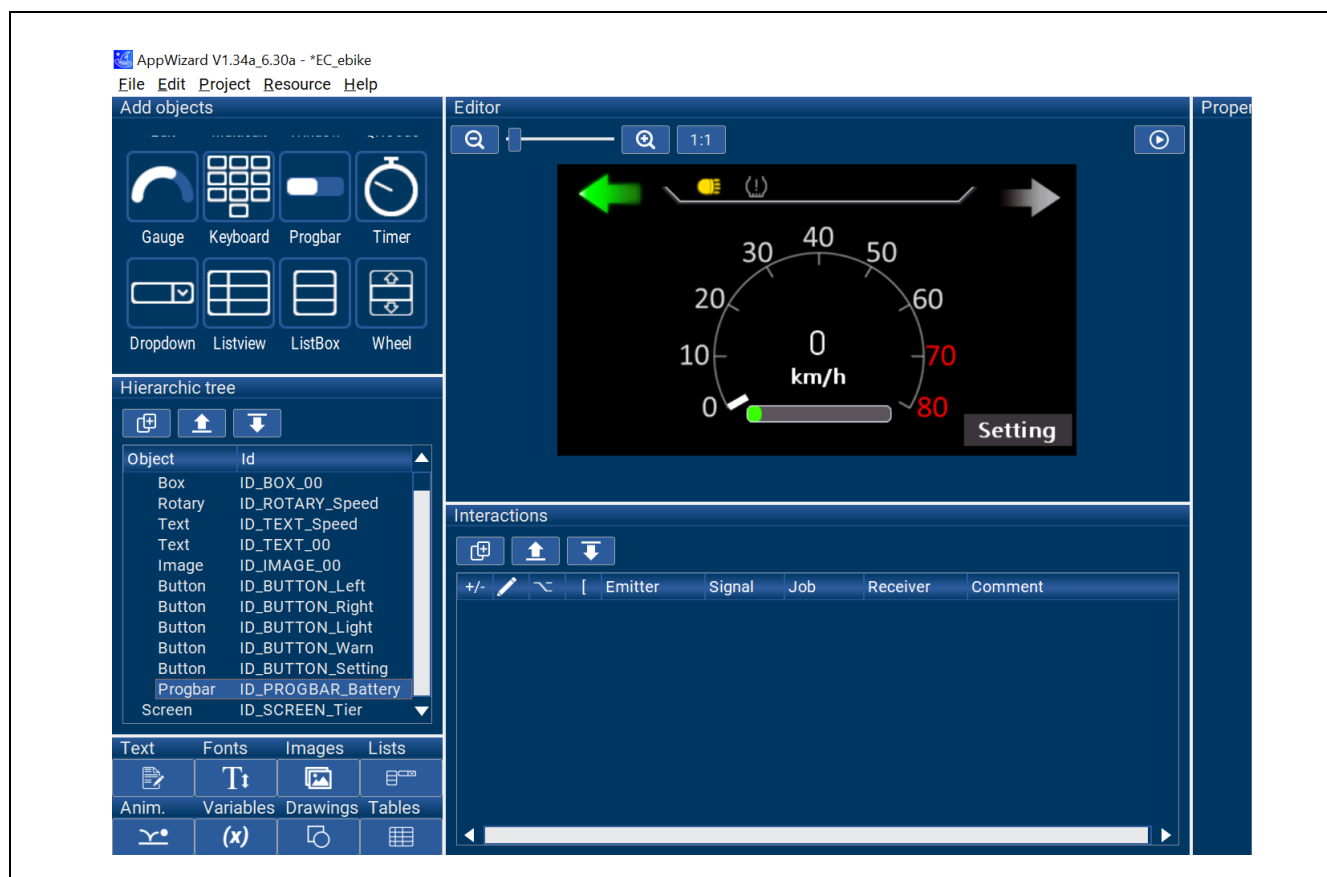 AppWizard V1.34a_6.30a - *EC_ebike
File Edit Project Resource Help
Add objects
Gauge Keyboard Progbar Timer
Dropdown Listview ListBox Wheel
Hierarchic tree
Object Id
Box ID_BOX_00
Rotary ID_ROTARY_Speed
Text ID_TEXT_Speed
Text ID_TEXT_00
Image ID_IMAGE_00
Button ID_BUTTON_Left
Button ID_BUTTON_Right
Button ID_BUTTON_Light
Button ID_BUTTON_Warn
Button ID_BUTTON_Setting
Progbar ID_PROGBAR_Battery
Screen ID_SCREEN_Tier
Text Fonts Images Lists
Anim. Variables Drawings Tables
(x)
Editor
1:1
30 40 50
20 60
10 0 70
km/h
0 80
Setting
Interactions
+/- [ Emitter Signal Job Receiver Comment
Proper